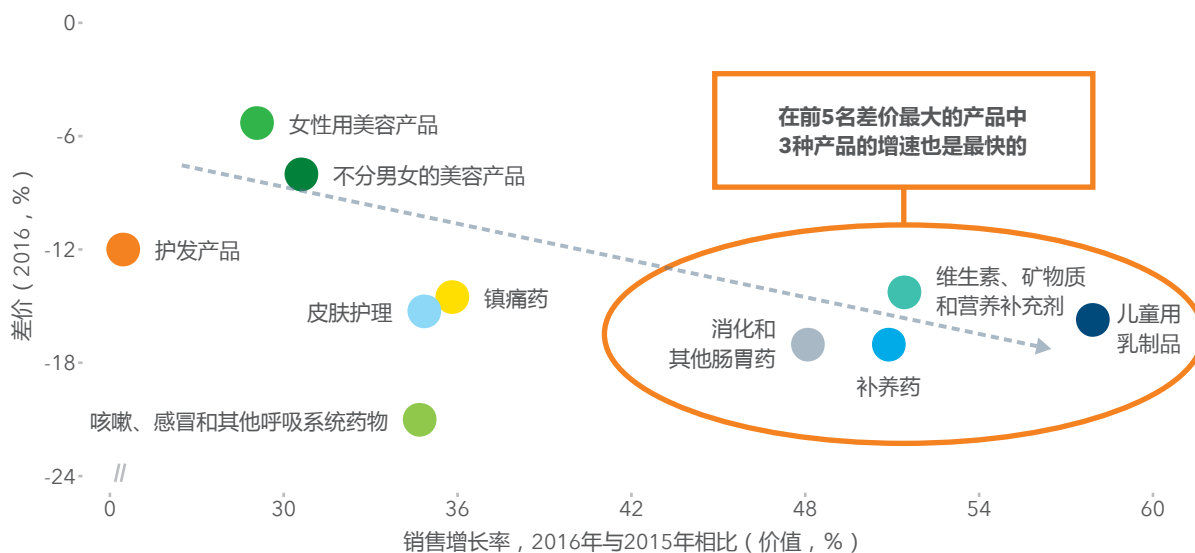 0
-6
-12
-18
-24
差价（2016，%）
在前5名差价最大的产品中
3种产品的增速也是最快的
女性用美容产品
不分男女的美容产品
护发产品
镇痛药
皮肤护理
维生素、矿物质
和营养补充剂
儿童用
乳制品
消化和
其他肠胃药
补养药
咳嗽、感冒和其他呼吸系统药物
//
0 30 36 42 48 54 60
销售增长率，2016年与2015年相比（价值，%）